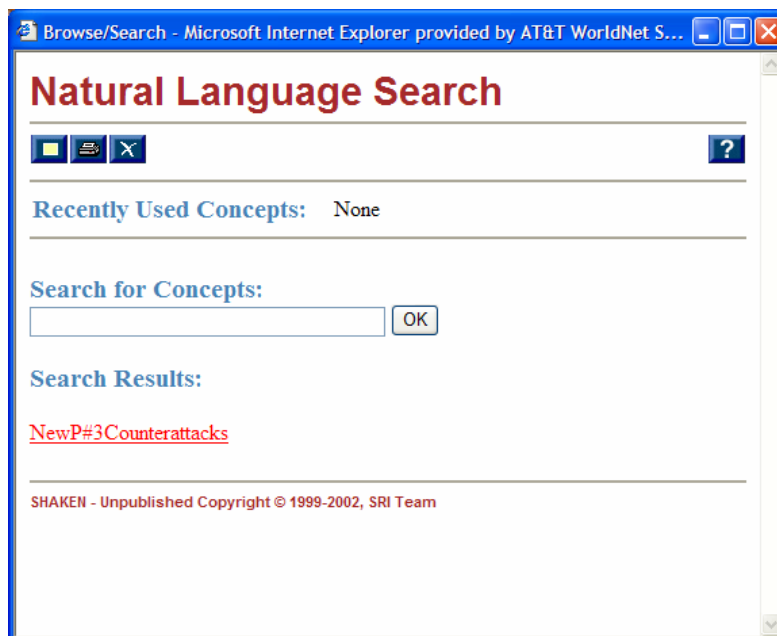 Browse/Search - Microsoft Internet Explorer provided by AT&T WorldNet S...
Natural Language Search
?
Recently Used Concepts: None
Search for Concepts:
OK
Search Results:
NewP#3Counterattacks
SHAKEN - Unpublished Copyright © 1999-2002, SRI Team